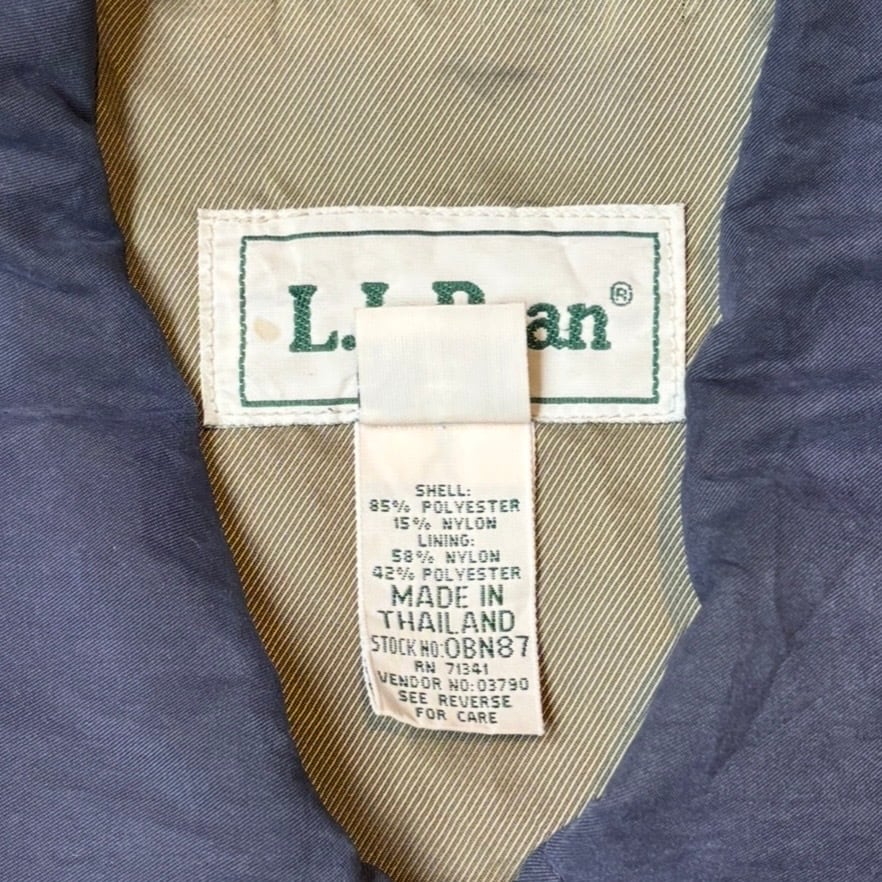 L.L.Bean®
SHELL:
85% POLYESTER
15% NYLON
LINING:
58% NYLON
42% POLYESTER
MADE IN
THAILAND
STOCK NO:0BN87
RN 71341
VENDOR NO:03790
SEE REVERSE
FOR CARE